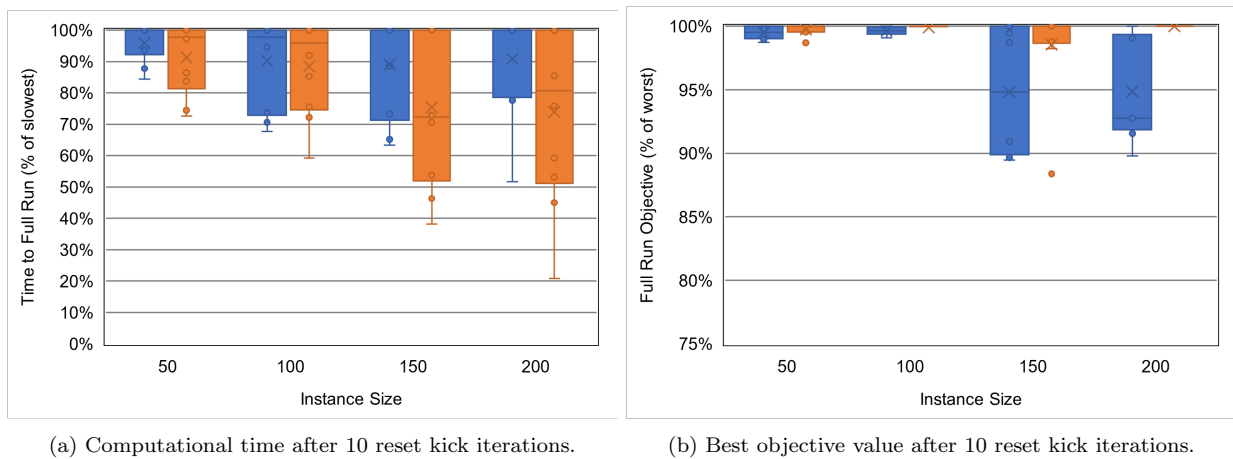 Time to Full Run (% of slowest)
100%
90%
80%
70%
60%
50%
40%
30%
20%
10%
0%
50 100 150 200
Instance Size
(a) Computational time after 10 reset kick iterations.
Full Run Objective (% of worst)
100%
95%
90%
85%
80%
75%
50 100 150 200
Instance Size
(b) Best objective value after 10 reset kick iterations.